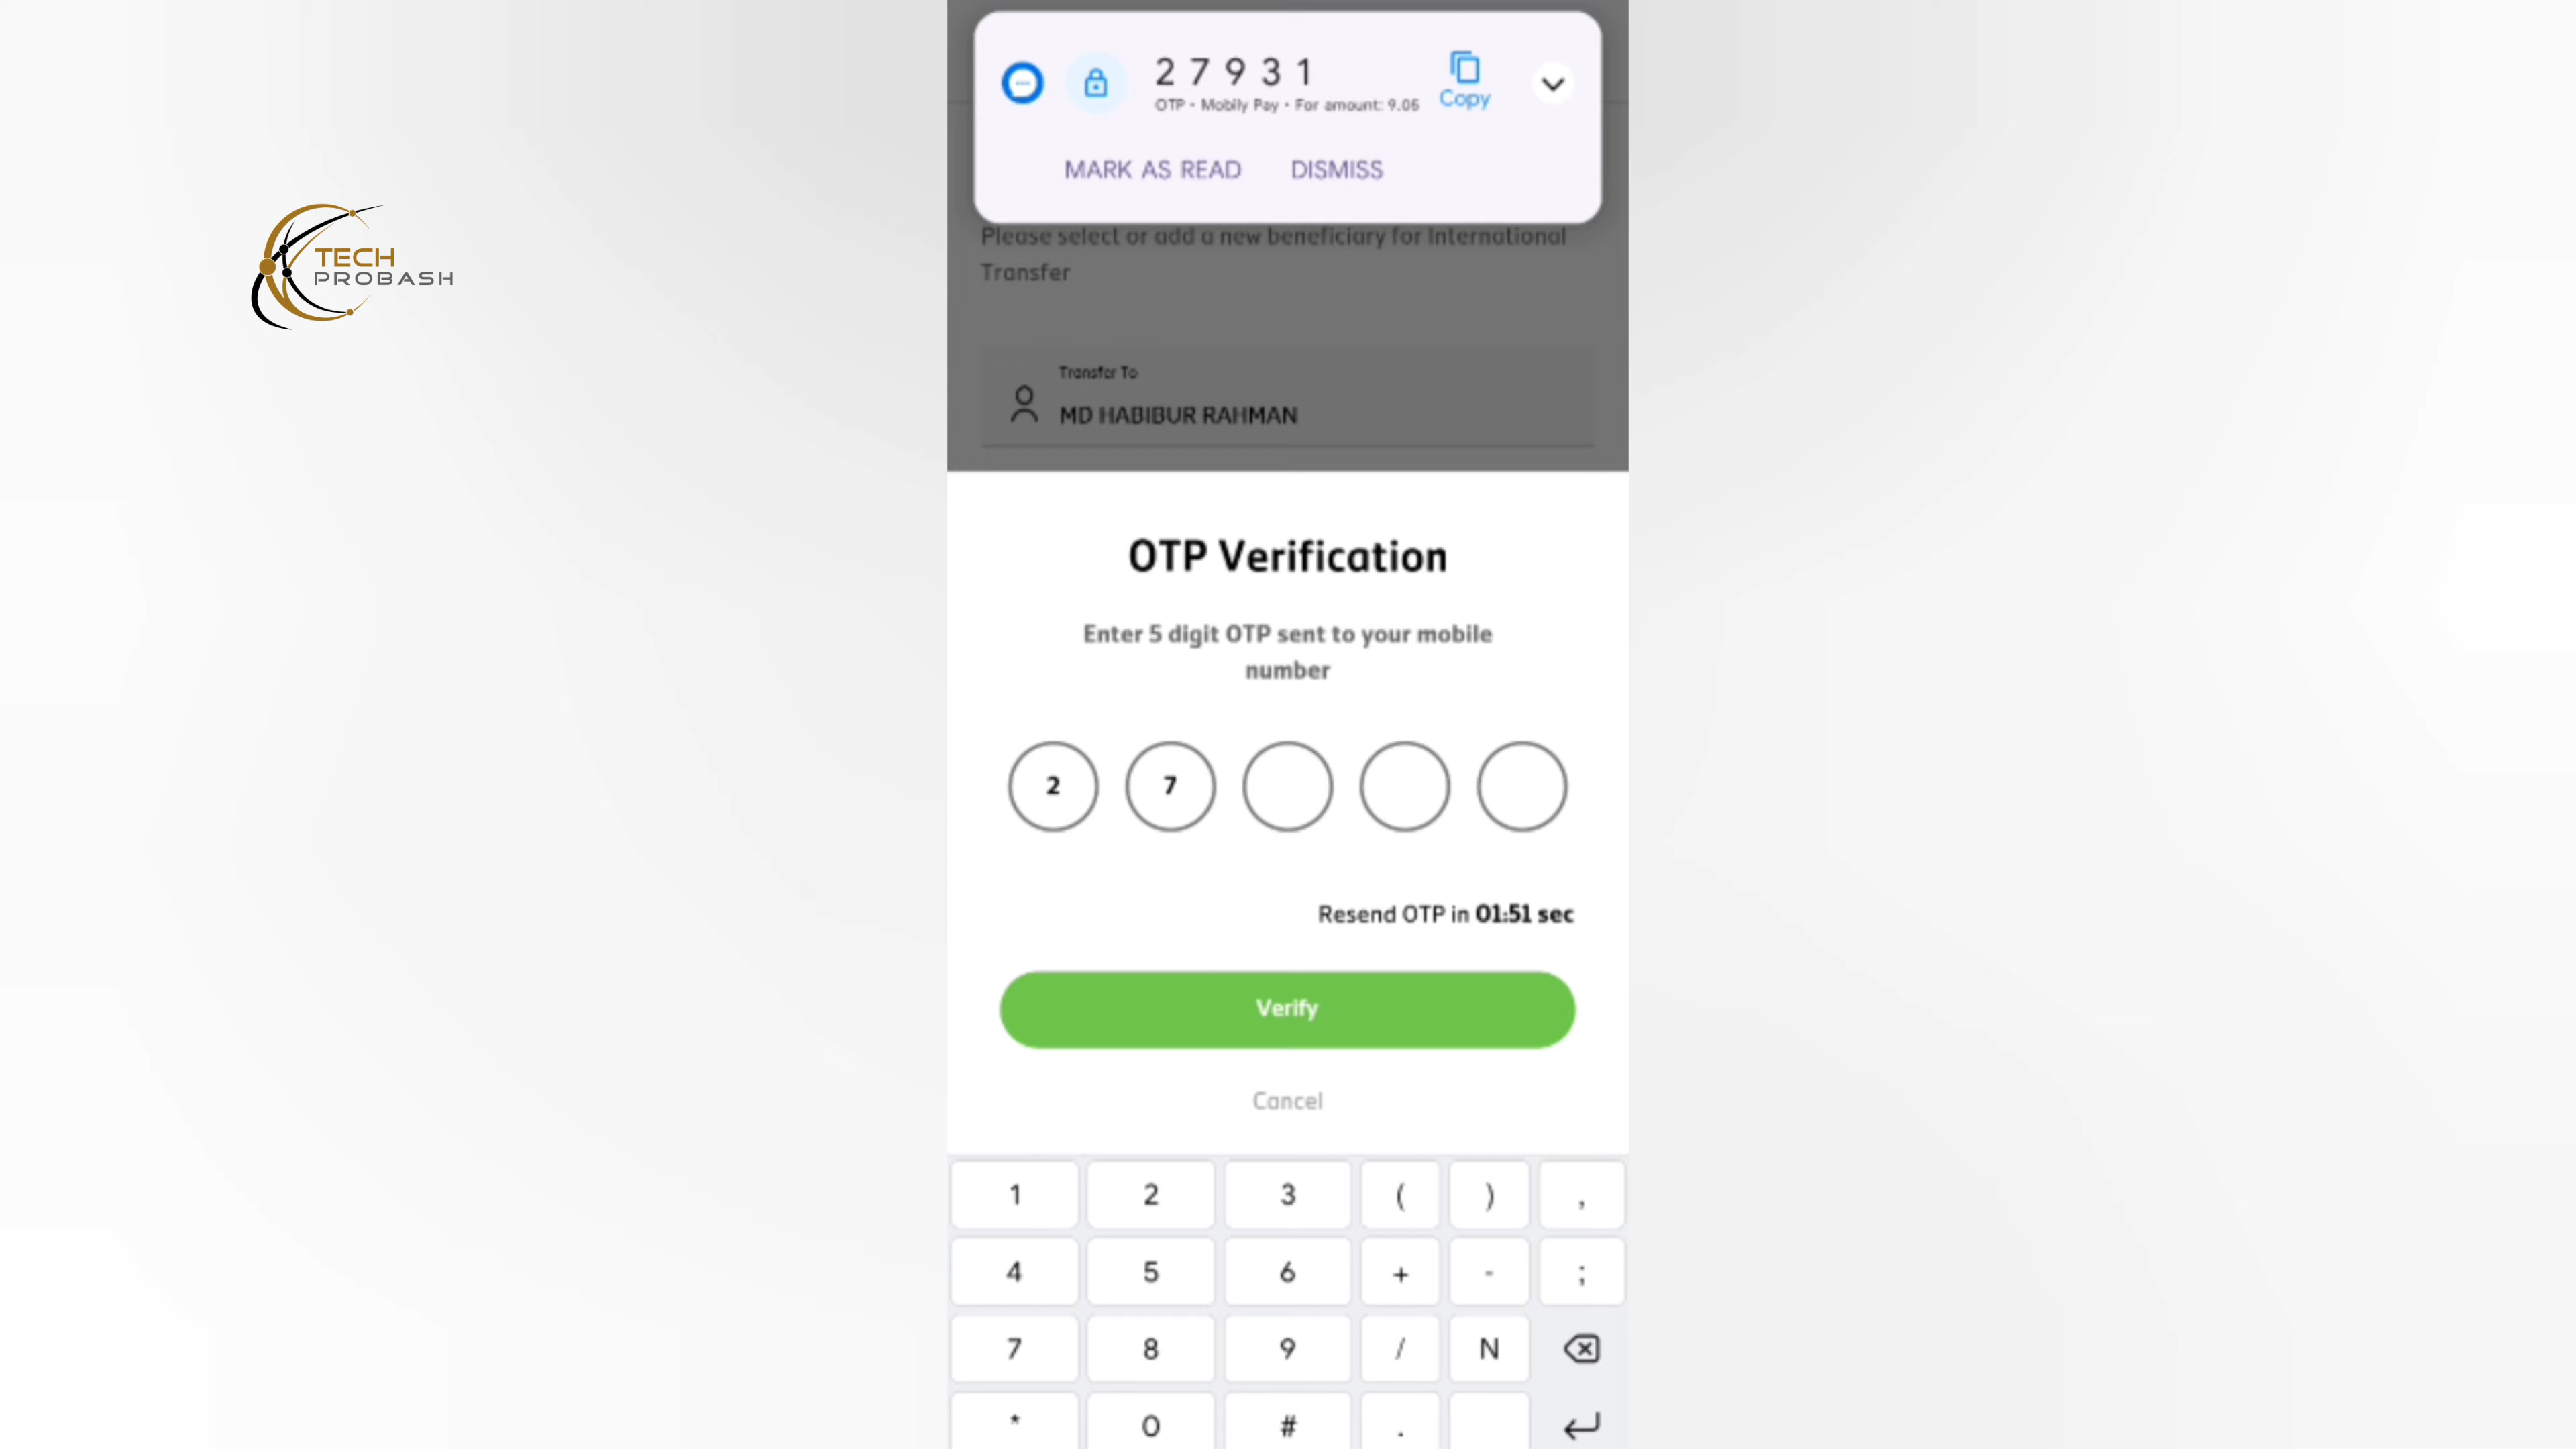 TECH
PROBASH
2 7 9 3 1
OTP • Mobily Pay • For amount: 9.05
Copy
MARK AS READ DISMISS
Please select or add a new beneficiary for International
Transfer
Transfer To
MD HABIBUR RAHMAN
OTP Verification
Enter 5 digit OTP sent to your mobile
number
2 7
Resend OTP in 01:51 sec
Verify
Cancel
1 2 3 ( ) ,
4 5 6 + - ;
7 8 9 / N
* 0 # .